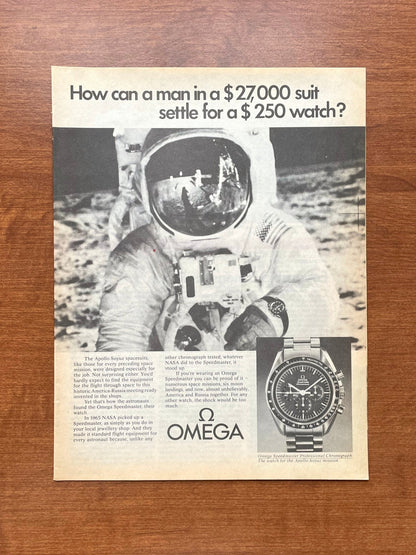 How can a man in a $27,000 suit
settle for a $250 watch?
The Apollo Soyuz spacesuits,
like those for every preceding space
mission, were designed especially for
the job. Not surprising either. You'd
hardly expect to find the equipment
for the flight through space to this
historic America-Russia meeting ready
invented in the shops.
Yet that's how the astronauts
found the Omega Speedmaster, their
watch.
In 1965 NASA picked up a
Speedmaster, as simply as you do in
your local jewellery shop. And they
made it standard flight equipment for
every astronaut because, unlike any
other chronograph tested, whatever
NASA did to the Speedmaster, it
stood up.
If you're wearing an Omega
Speedmaster you can be proud of it
numerous space missions, six moon
landings, and now, almost unbelievably,
America and Russia together. For any
other watch, the shock would be too
much.
Ω
OMEGA
Omega Speedmaster Professional Chronograph
The watch for the Apollo Soyuz mission